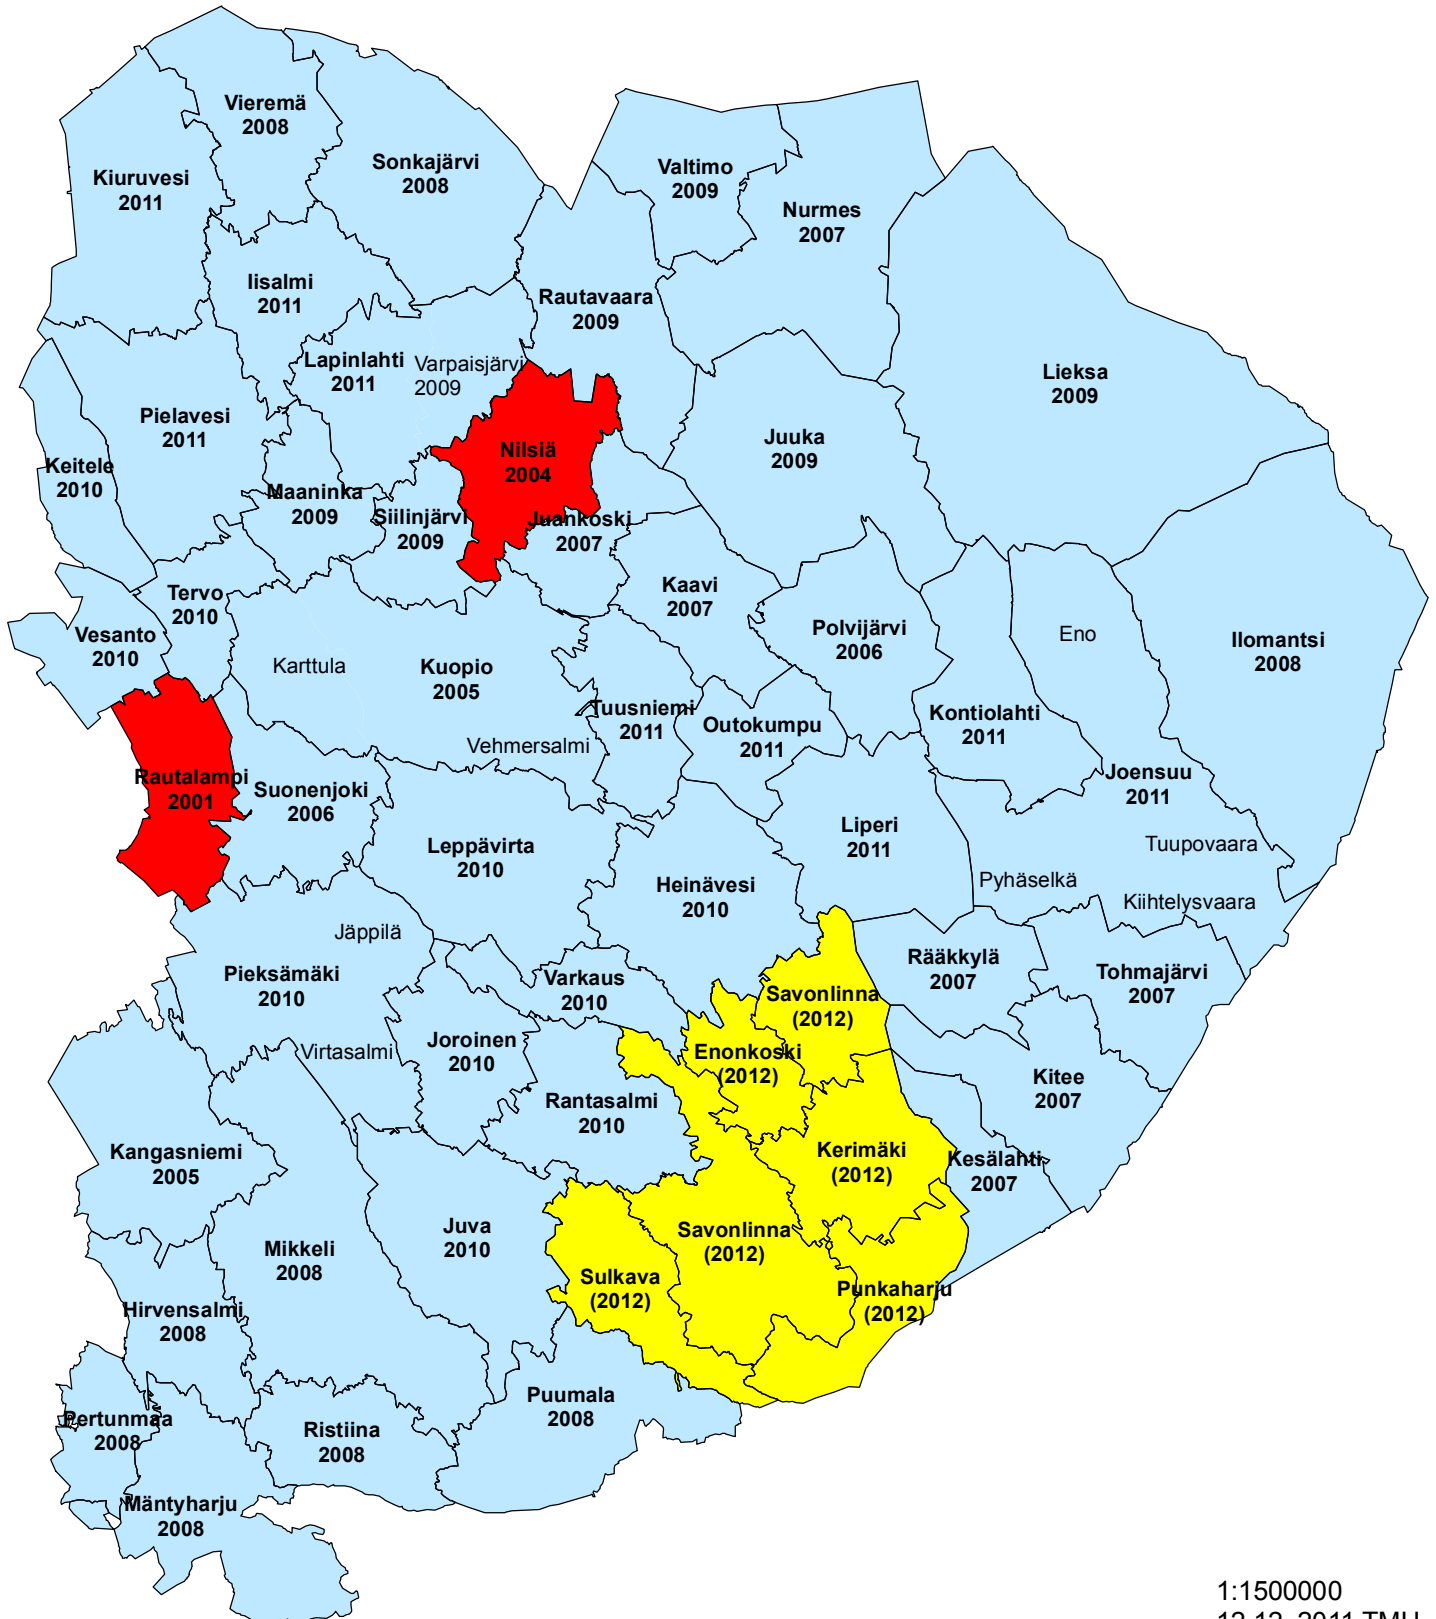 Vieremä
2008
Sonkajärvi
2008
Kiuruvesi
2011
Valtimo
2009
Nurmes
2007
Iisalmi
2011
Rautavaara
2009
Lapinlahti
2011
Varpaisjärvi
2009
Lieksa
2009
Pielavesi
2011
Juuka
2009
Nilsiä
2004
Keitele
2010
Maaninka
2009
Siilinjärvi
2009
Juankoski
2007
Kaavi
2007
Tervo
2010
Vesanto
2010
Karttula
Kuopio
2005
Polvijärvi
2006
Eno
Ilomantsi
2008
Tuusniemi
2011
Outokumpu
2011
Kontiolahti
2011
Vehmersalmi
Rautalampi
2001
Suonenjoki
2006
Joensuu
2011
Leppävirta
2010
Liperi
2011
Tuupovaara
Heinävesi
2010
Pyhäselkä
Kiihtelysvaara
Jäppilä
Rääkkylä
2007
Tohmajärvi
2007
Pieksämäki
2010
Varkaus
2010
Savonlinna
(2012)
Virtasalmi
Joroinen
2010
Enonkoski
(2012)
Kitee
2007
Rantasalmi
2010
Kangasniemi
2005
Kerimäki
(2012)
Kesälahti
2007
Juva
2010
Savonlinna
(2012)
Mikkeli
2008
Sulkava
(2012)
Punkaharju
(2012)
Hirvensalmi
2008
Puumala
2008
Pertunmaa
2008
Ristiina
2008
Mäntyharju
2008
1:1500000
12.12. 2011 TMU